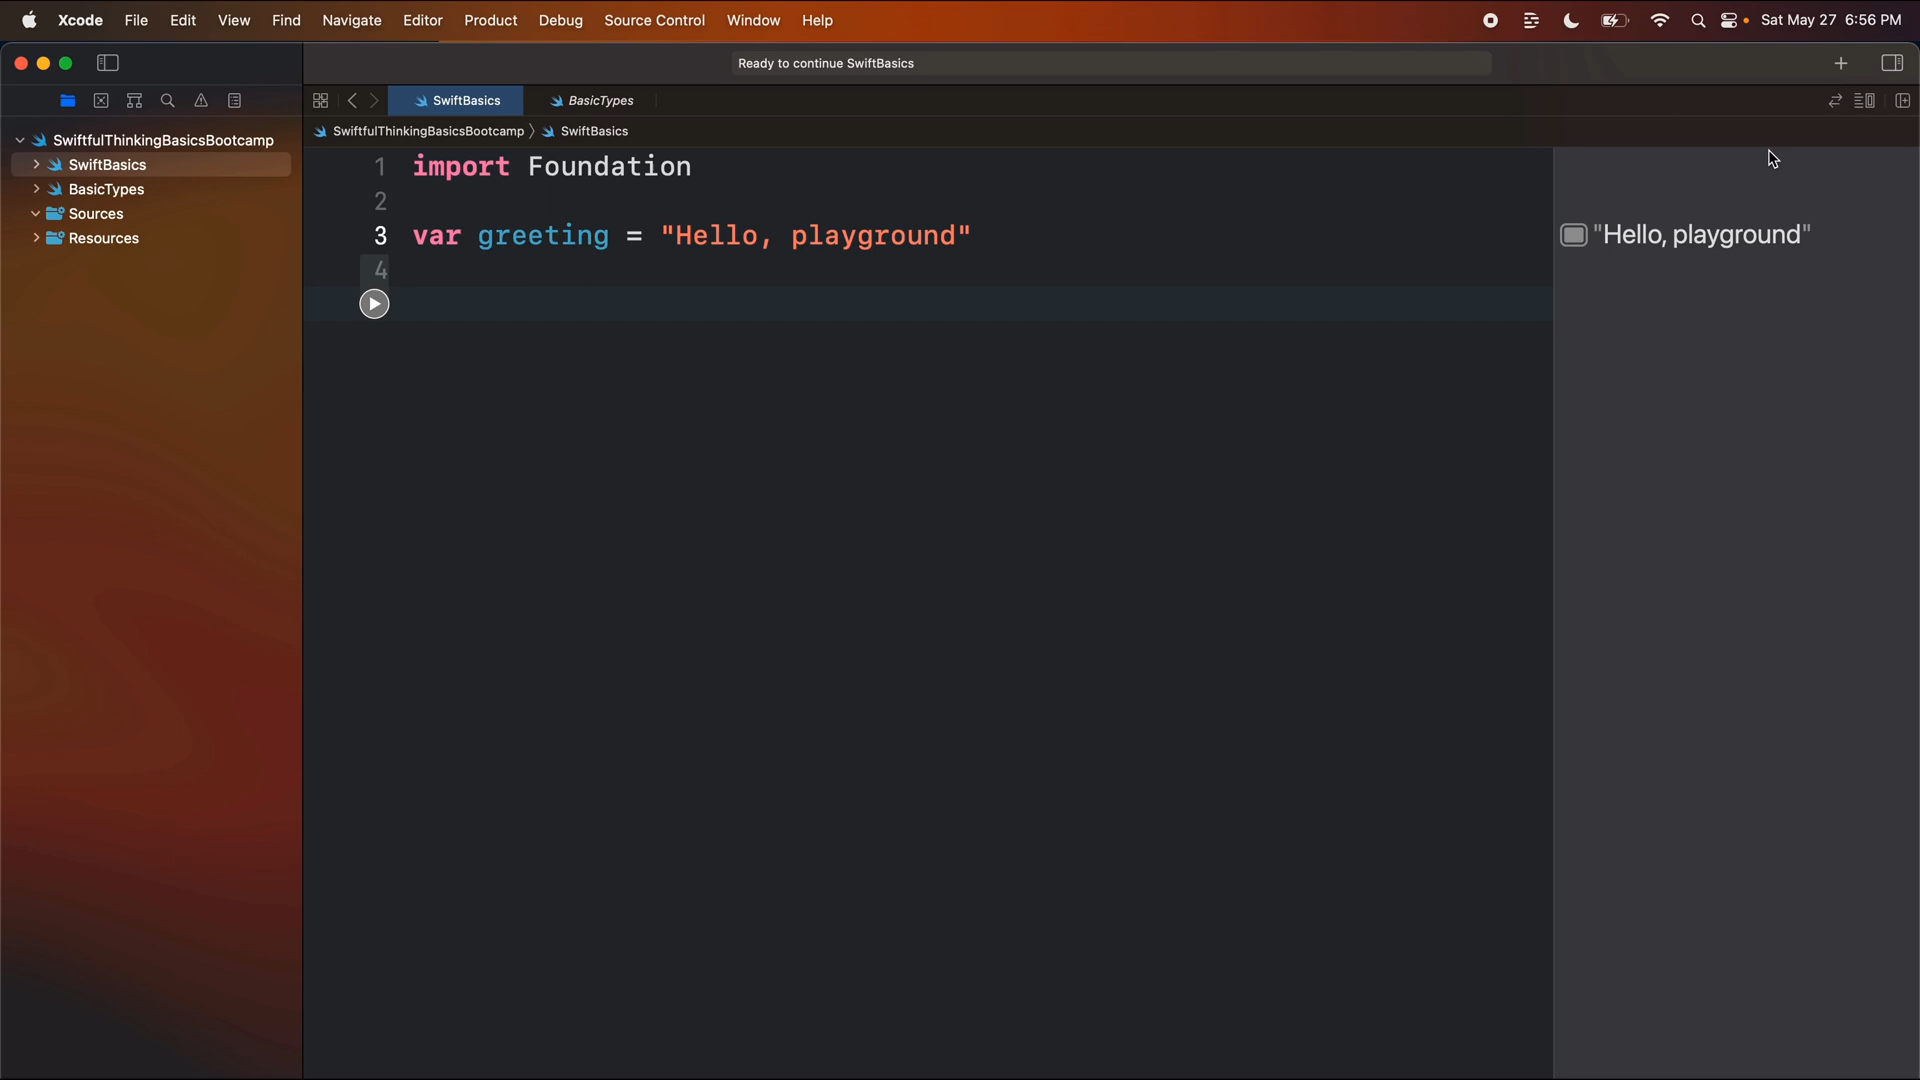 Xcode File Edit View Find Navigate Editor Product Debug Source Control Window Help Sat May 27 6:56 PM
Ready to continue SwiftBasics
SwiftBasics BasicTypes
SwiftfulThinkingBasicsBootcamp
SwiftBasics
BasicTypes
Sources
Resources
SwiftfulThinkingBasicsBootcamp SwiftBasics
1 import Foundation
2
3 var greeting = "Hello, playground"
4
"Hello, playground"